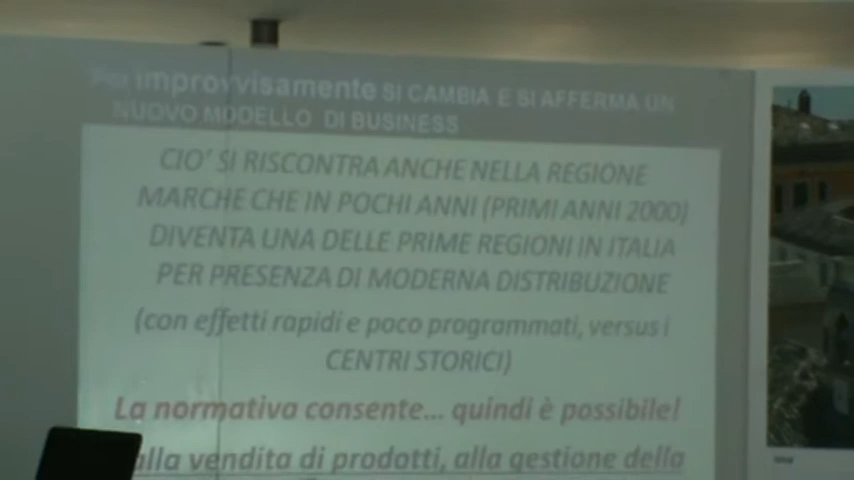 Poi improvvisamente SI CAMBIA E SI AFFERMA UN
NUOVO MODELLO DI BUSINESS
CIO' SI RISCONTRA ANCHE NELLA REGIONE
MARCHE CHE IN POCHI ANNI (PRIMI ANNI 2000)
DIVENTA UNA DELLE PRIME REGIONI IN ITALIA
PER PRESENZA DI MODERNA DISTRIBUZIONE
(con effetti rapidi e poco programmati, versus i
CENTRI STORICI)
La normativa consente... quindi è possibile!
vendita di prodotti, alla gestione della